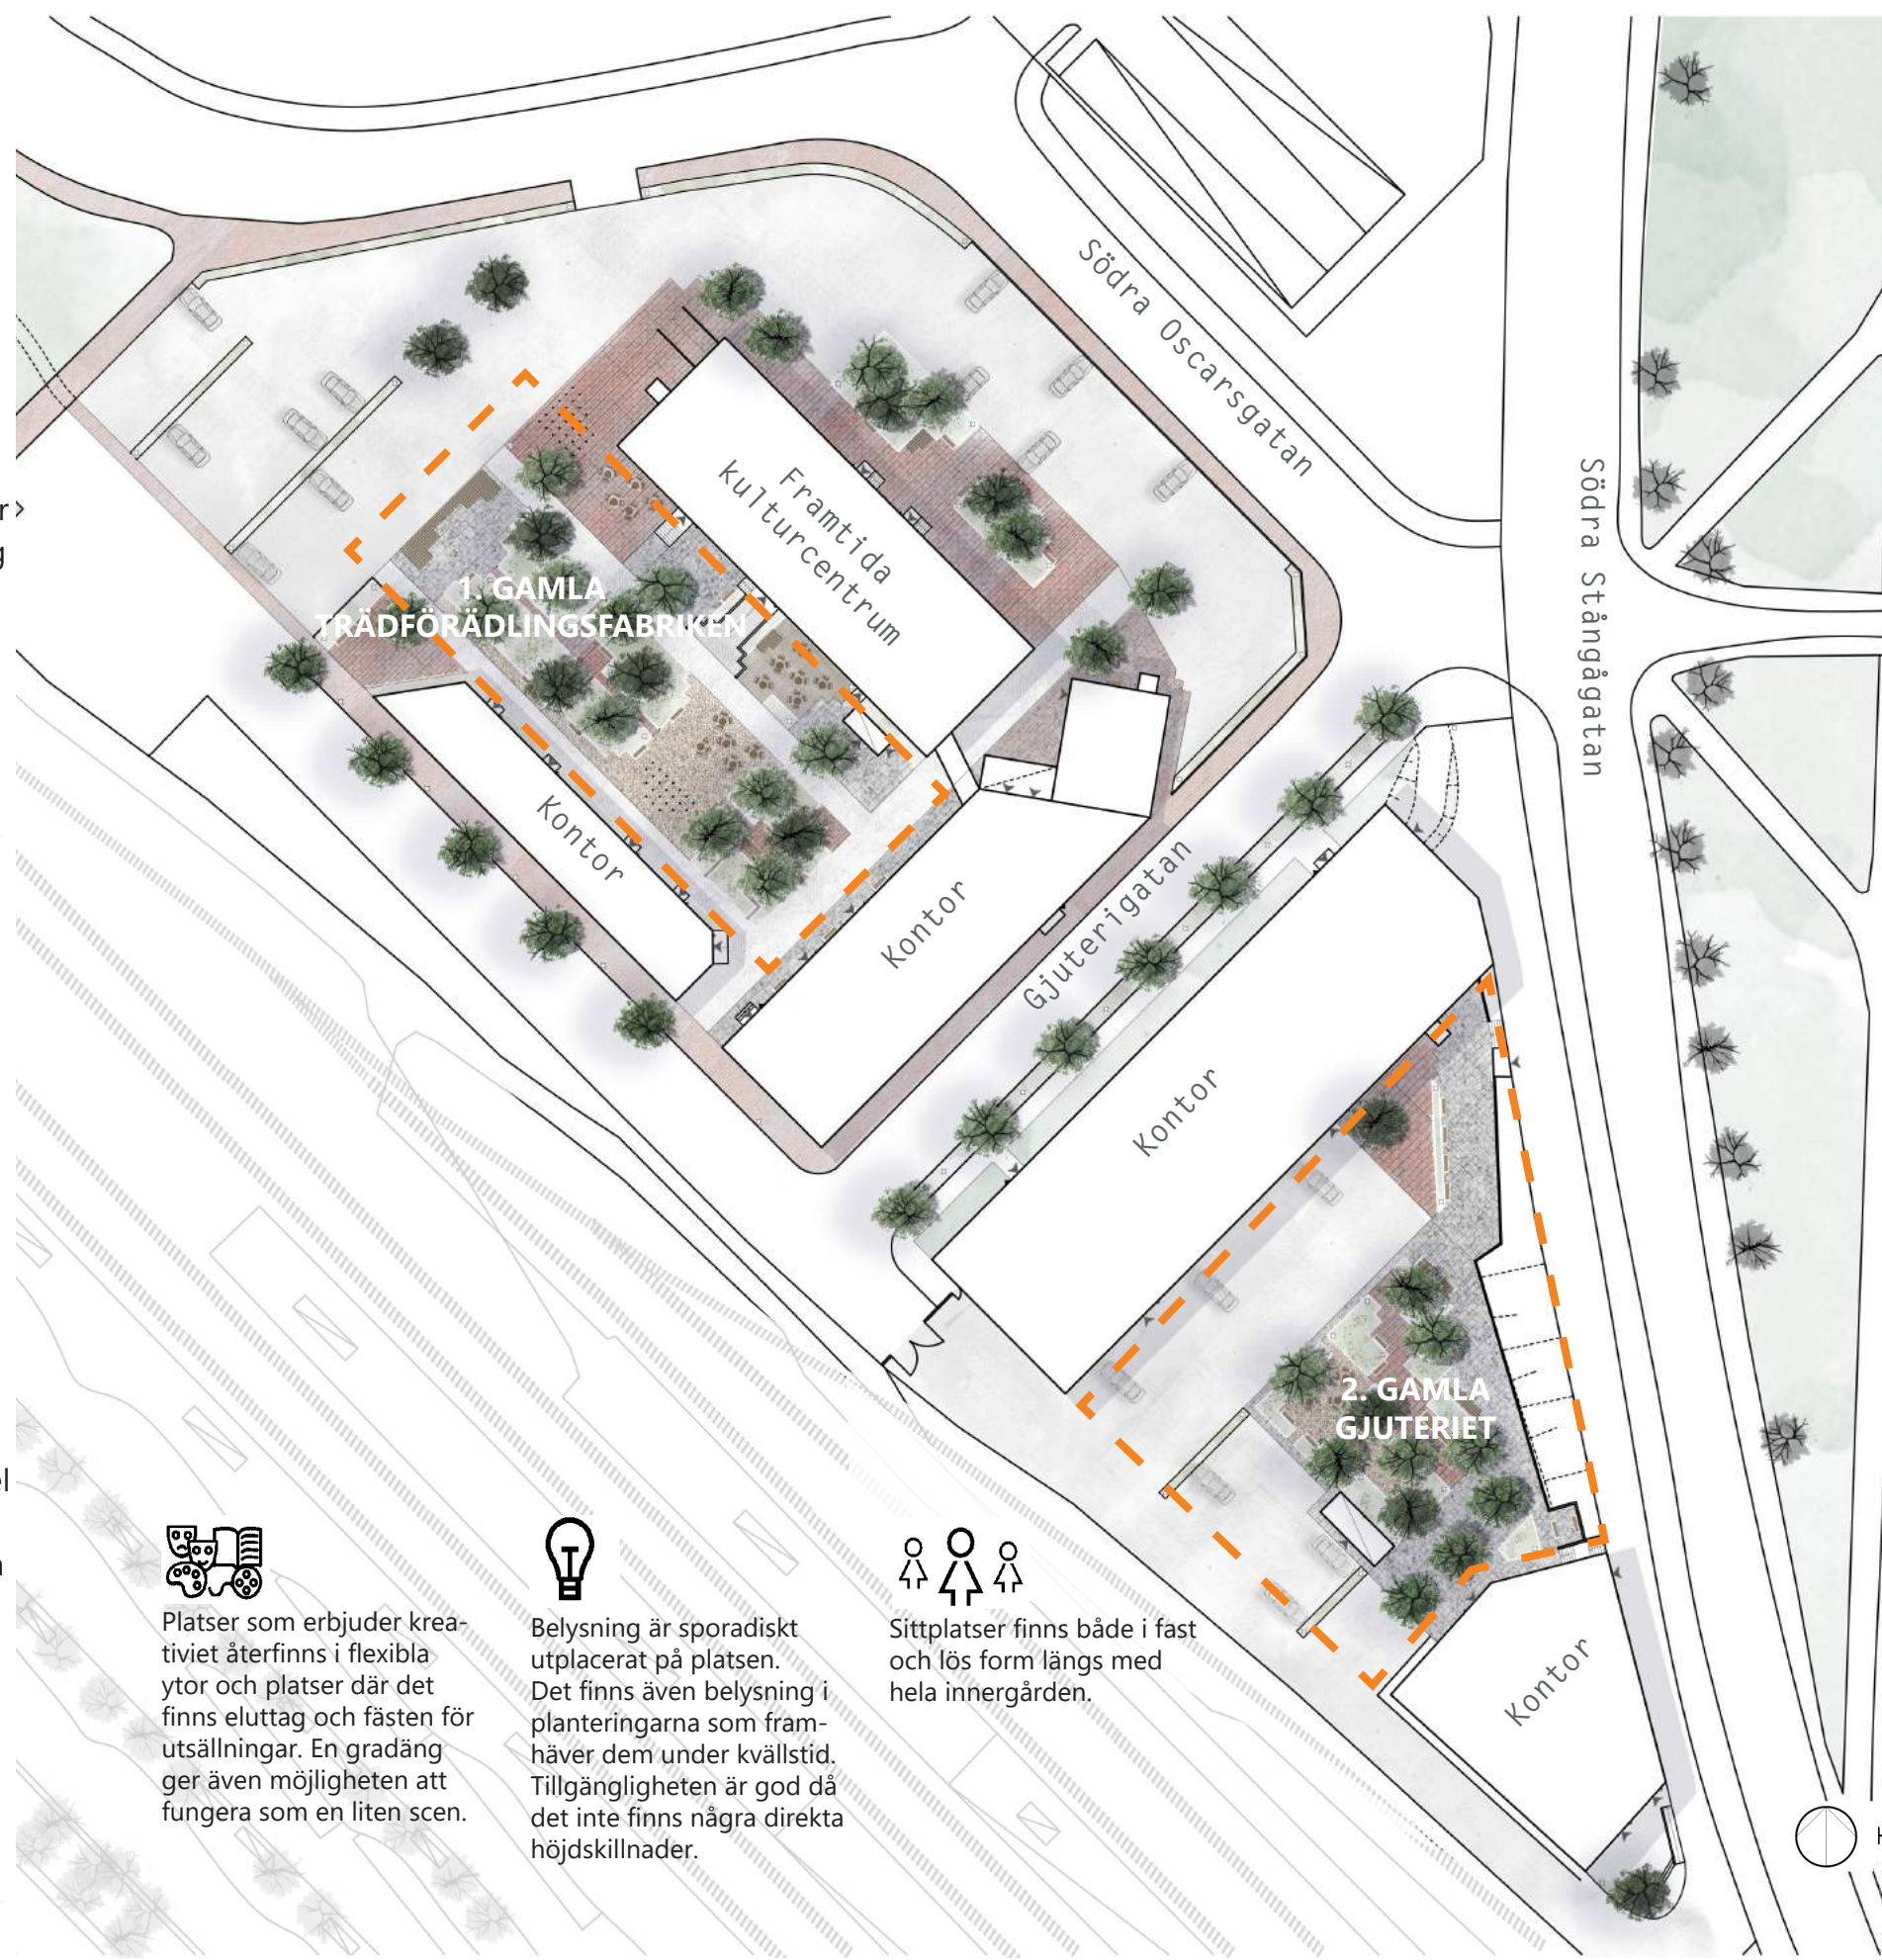 Södra Oscarsgatan
Södra Stångågatan
Framtida
kulturcentrum
1. GAMLA
TRÄDFÖRÄDLINGSFABRIKEN
Kontor
Kontor
Gjuterigatan
Kontor
2. GAMLA
GJUTERIET
Kontor
r
g
el
Platser som erbjuder krea-
tiviet återfinns i flexibla
ytor och platser där det
finns eluttag och fästen för
utsällningar. En gradäng
ger även möjligheten att
fungera som en liten scen.
Belysning är sporadiskt
utplacerat på platsen.
Det finns även belysning i
planteringarna som fram-
häver dem under kvällstid.
Tillgängligheten är god då
det inte finns några direkta
höjdskillnader.
Sittplatser finns både i fast
och lös form längs med
hela innergården.